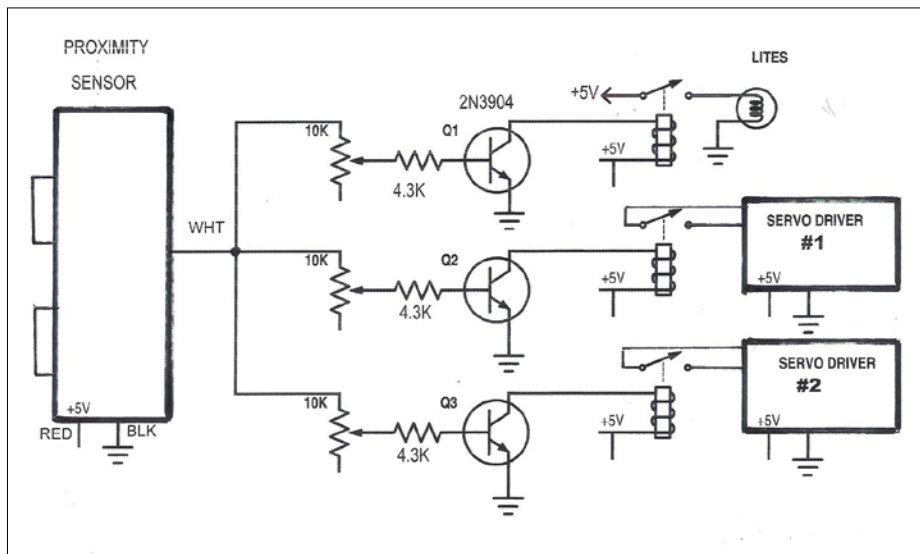 PROXIMITY
SENSOR
LITES
2N3904
+5V
10K
Q1
4.3K
+5V
WHT
10K
Q2
4.3K
+5V
SERVO DRIVER
#1
+5V
10K
Q3
4.3K
+5V
SERVO DRIVER
#2
+5V
+5V
RED
BLK